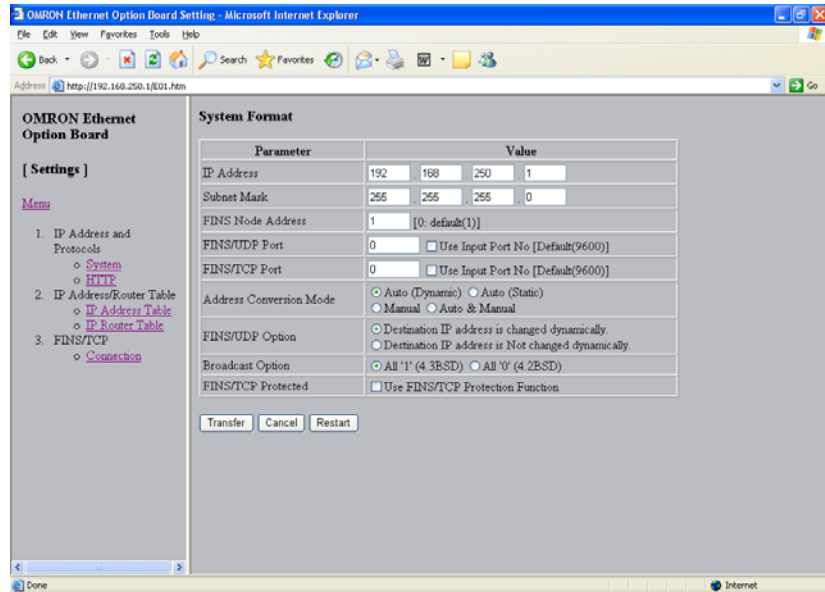 OMRON Ethernet Option Board Setting - Microsoft Internet Explorer
File Edit View Favorites Tools Help
Back Search Favorites
Address http://192.168.250.1/E01.htm Go
OMRON Ethernet
Option Board
[ Settings ]
Menu
1. IP Address and
Protocols
System
HTTP
2. IP Address/Router Table
IP Address Table
IP Router Table
3. FINS/TCP
Connection
System Format
Parameter Value
IP Address 192 . 168 . 250 . 1
Subnet Mask 255 . 255 . 255 . 0
FINS Node Address 1 [0: default(1)]
FINS/UDP Port 0 Use Input Port No [Default(9600)]
FINS/TCP Port 0 Use Input Port No [Default(9600)]
Address Conversion Mode Auto (Dynamic) Auto (Static)
Manual Auto & Manual
FINS/UDP Option Destination IP address is changed dynamically.
Destination IP address is Not changed dynamically.
Broadcast Option All '1' (4.3BSD) All '0' (4.2BSD)
FINS/TCP Protected Use FINS/TCP Protection Function
Transfer Cancel Restart
Done Internet